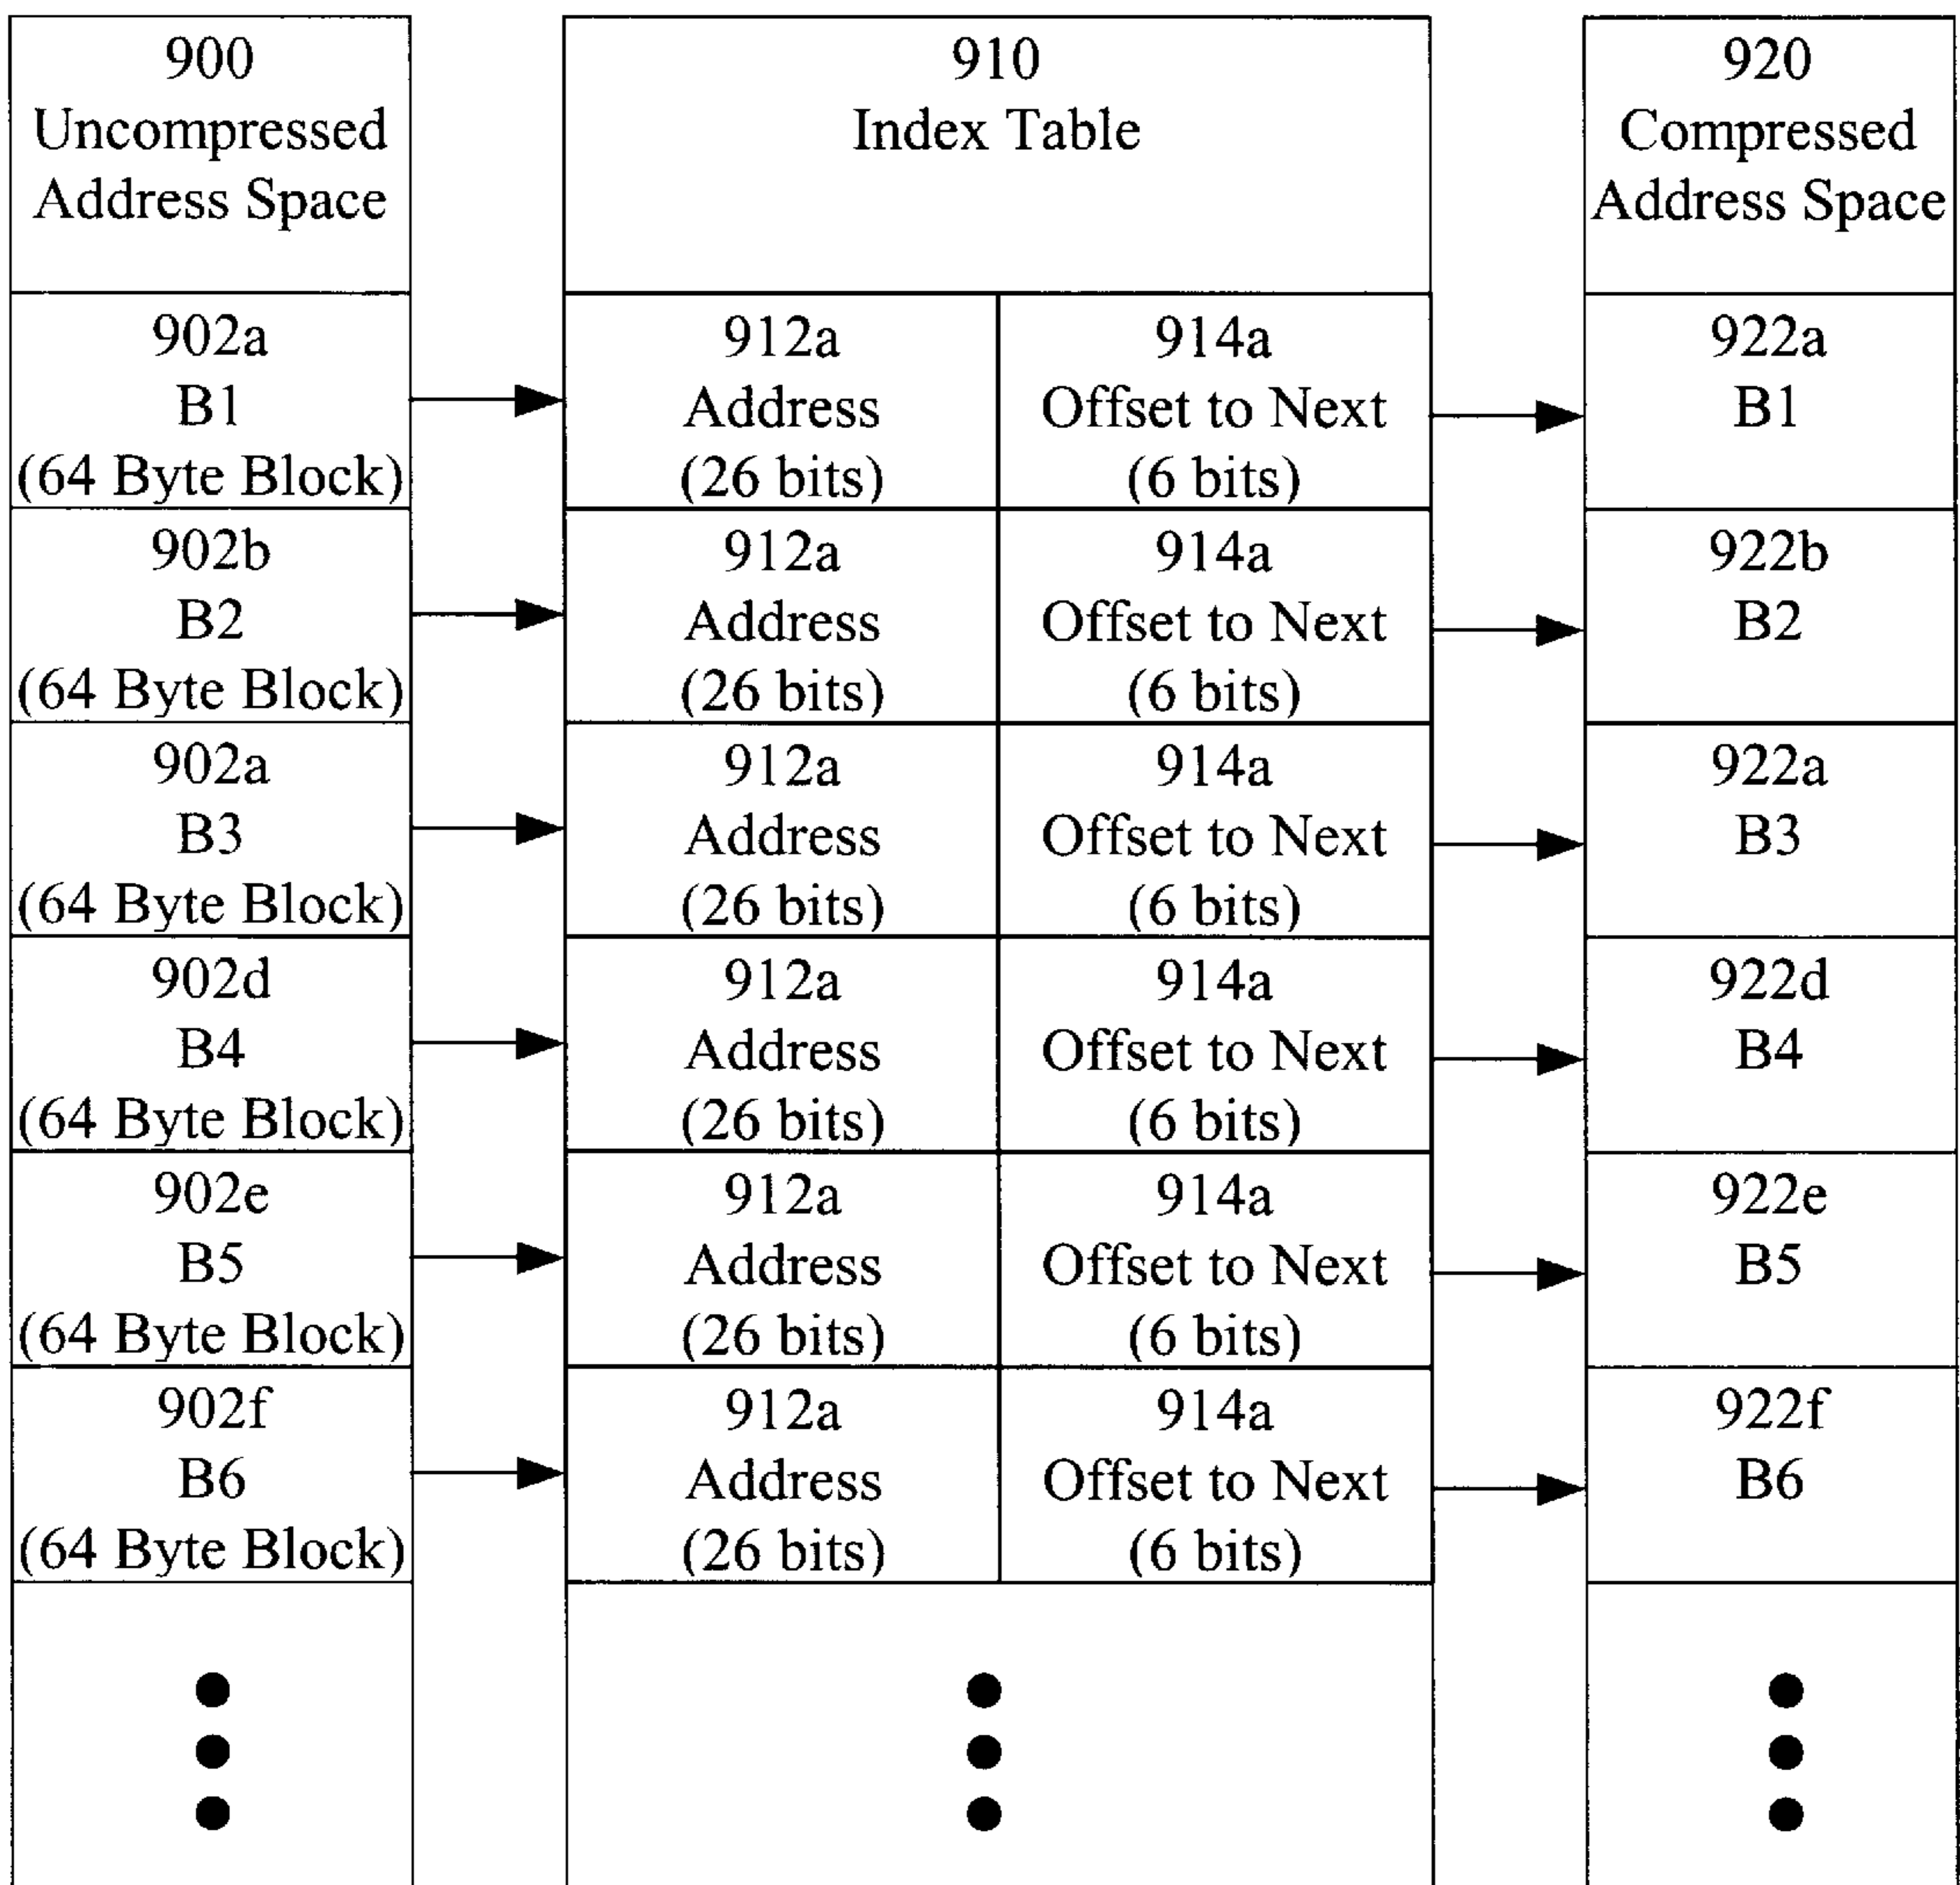 900
Uncompressed
Address Space
910
Index Table
920
Compressed
Address Space
902a
B1
(64 Byte Block)
912a
Address
(26 bits)
914a
Offset to Next
(6 bits)
922a
B1
902b
B2
(64 Byte Block)
912a
Address
(26 bits)
914a
Offset to Next
(6 bits)
922b
B2
902a
B3
(64 Byte Block)
912a
Address
(26 bits)
914a
Offset to Next
(6 bits)
922a
B3
902d
B4
(64 Byte Block)
912a
Address
(26 bits)
914a
Offset to Next
(6 bits)
922d
B4
902e
B5
(64 Byte Block)
912a
Address
(26 bits)
914a
Offset to Next
(6 bits)
922e
B5
902f
B6
(64 Byte Block)
912a
Address
(26 bits)
914a
Offset to Next
(6 bits)
922f
B6